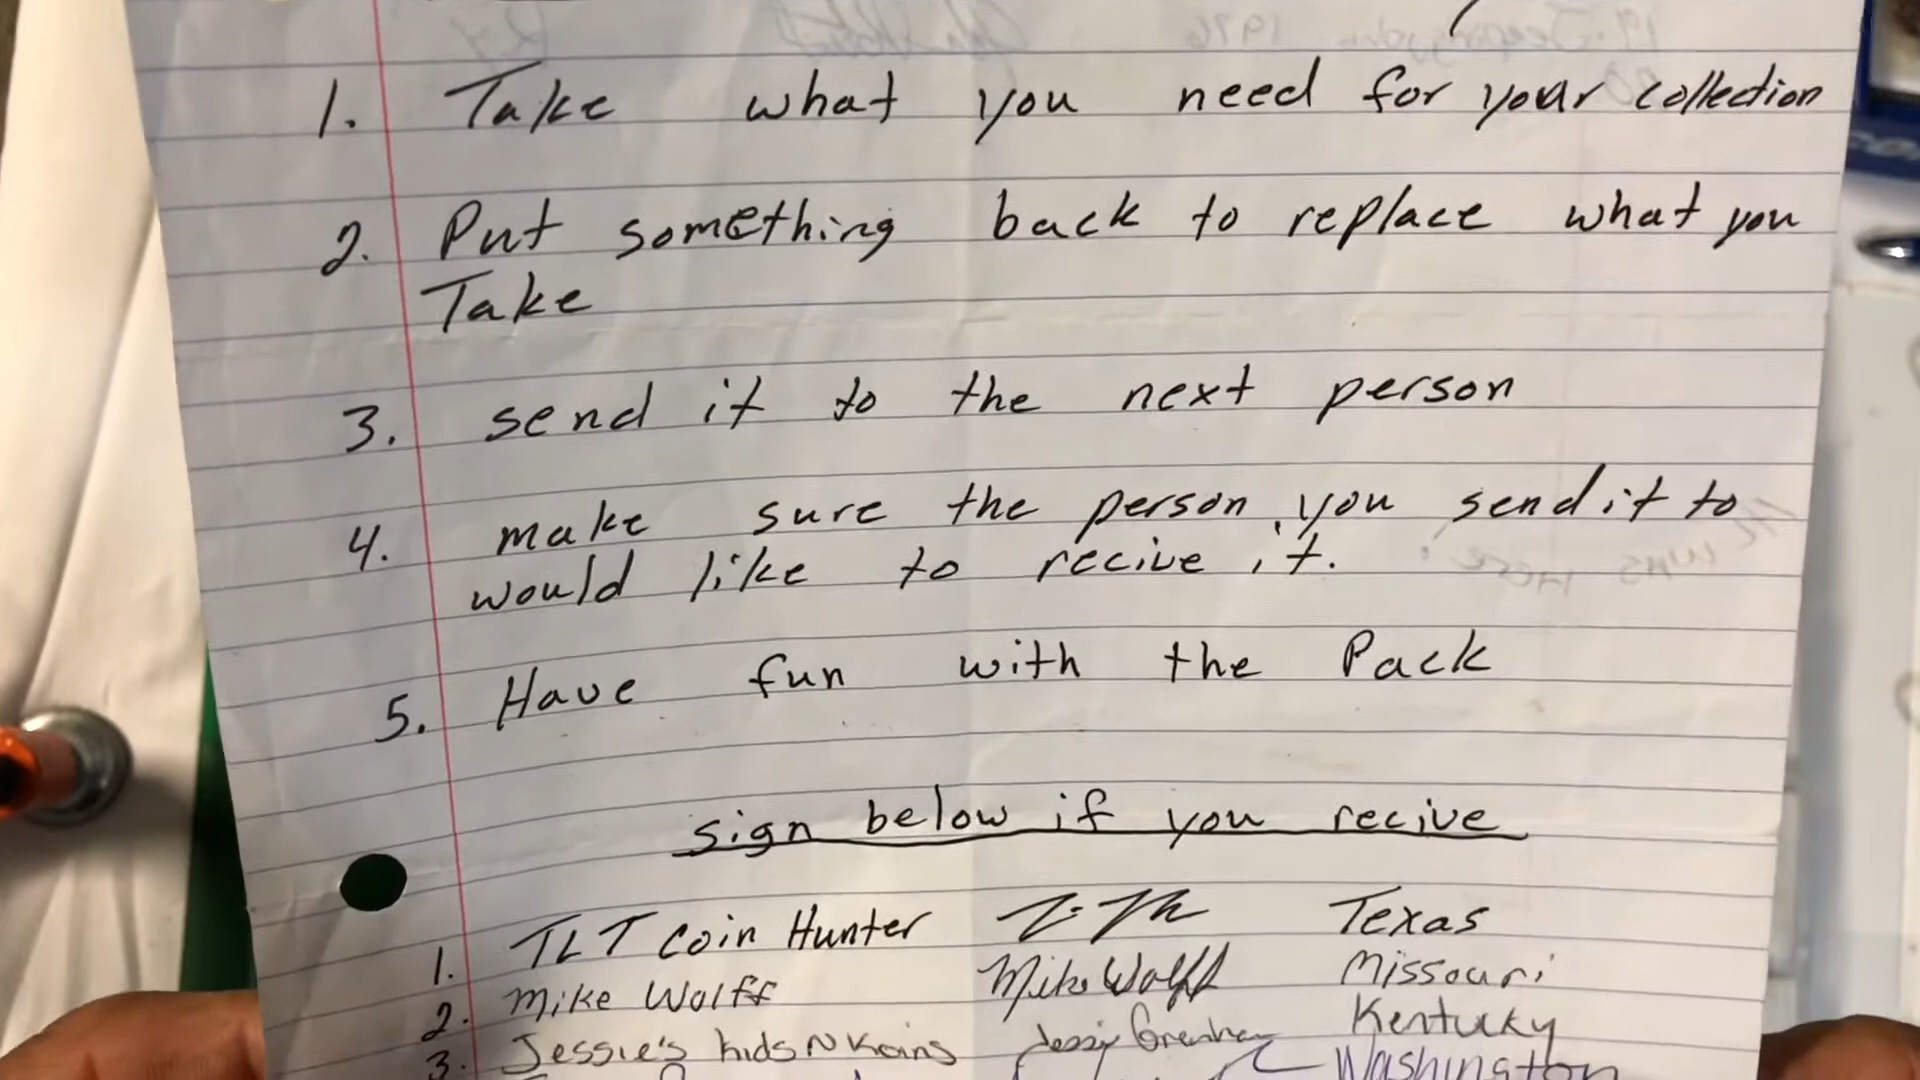 1. Take what you need for your collection
2. Put something back to replace what you
Take
3. send it to the next person
4. make sure the person you send it to
would like to recive it.
5. Have fun with the Pack
sign below if you recive
1. TLT Coin Hunter Texas
2. Mike Wolff Mike Wolff Missouri
3. Jessie's kids N Koins Kentucky
Washington